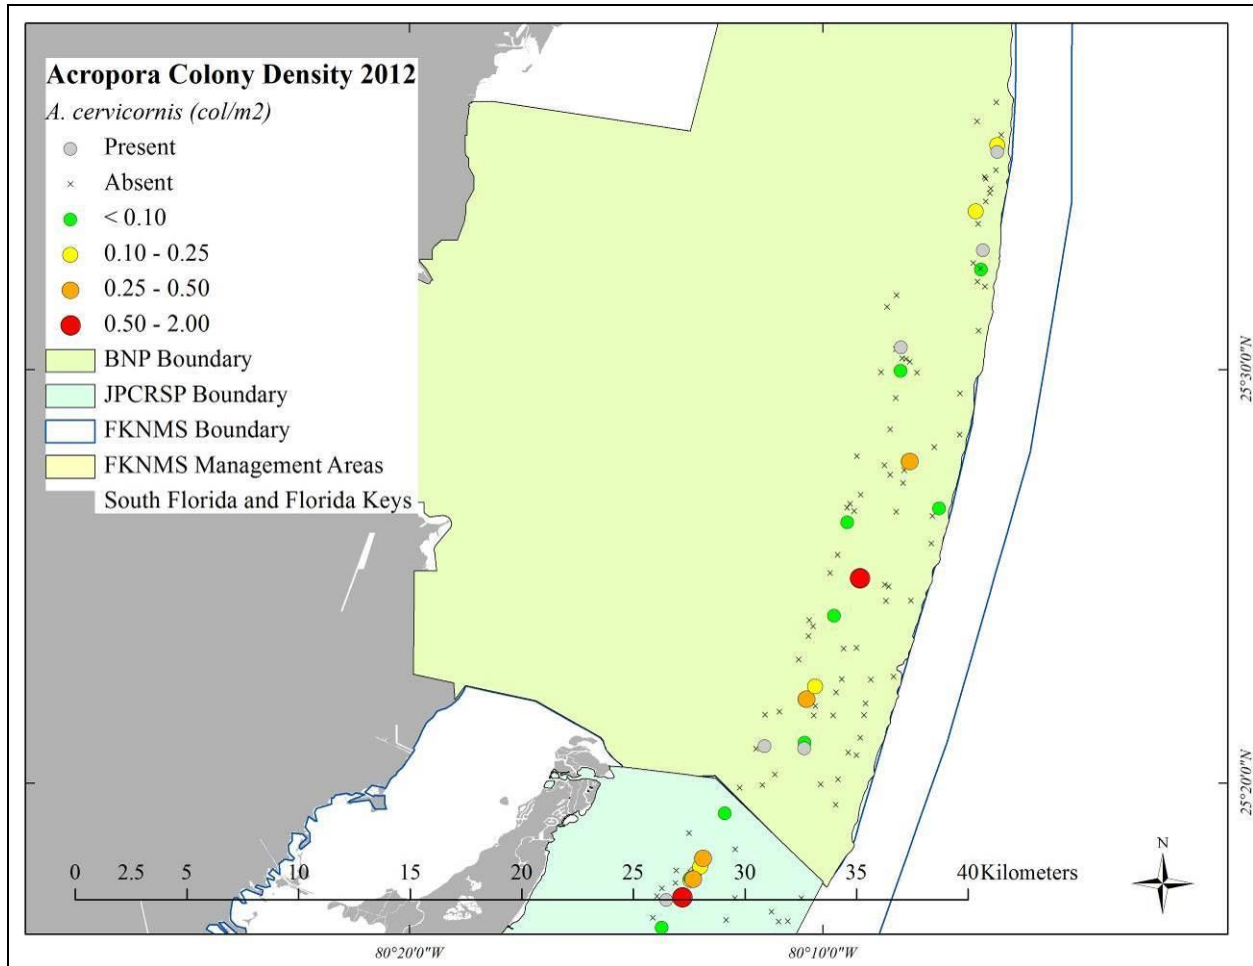 Acropora Colony Density 2012
A. cervicornis (col/m2)
Present
Absent
< 0.10
0.10 - 0.25
0.25 - 0.50
0.50 - 2.00
BNP Boundary
JPCRSP Boundary
FKNMS Boundary
FKNMS Management Areas
South Florida and Florida Keys
25°30'0"N
25°20'0"N
N
0 2.5 5 10 15 20 25 30 35 40 Kilometers
80°20'0"W 80°10'0"W